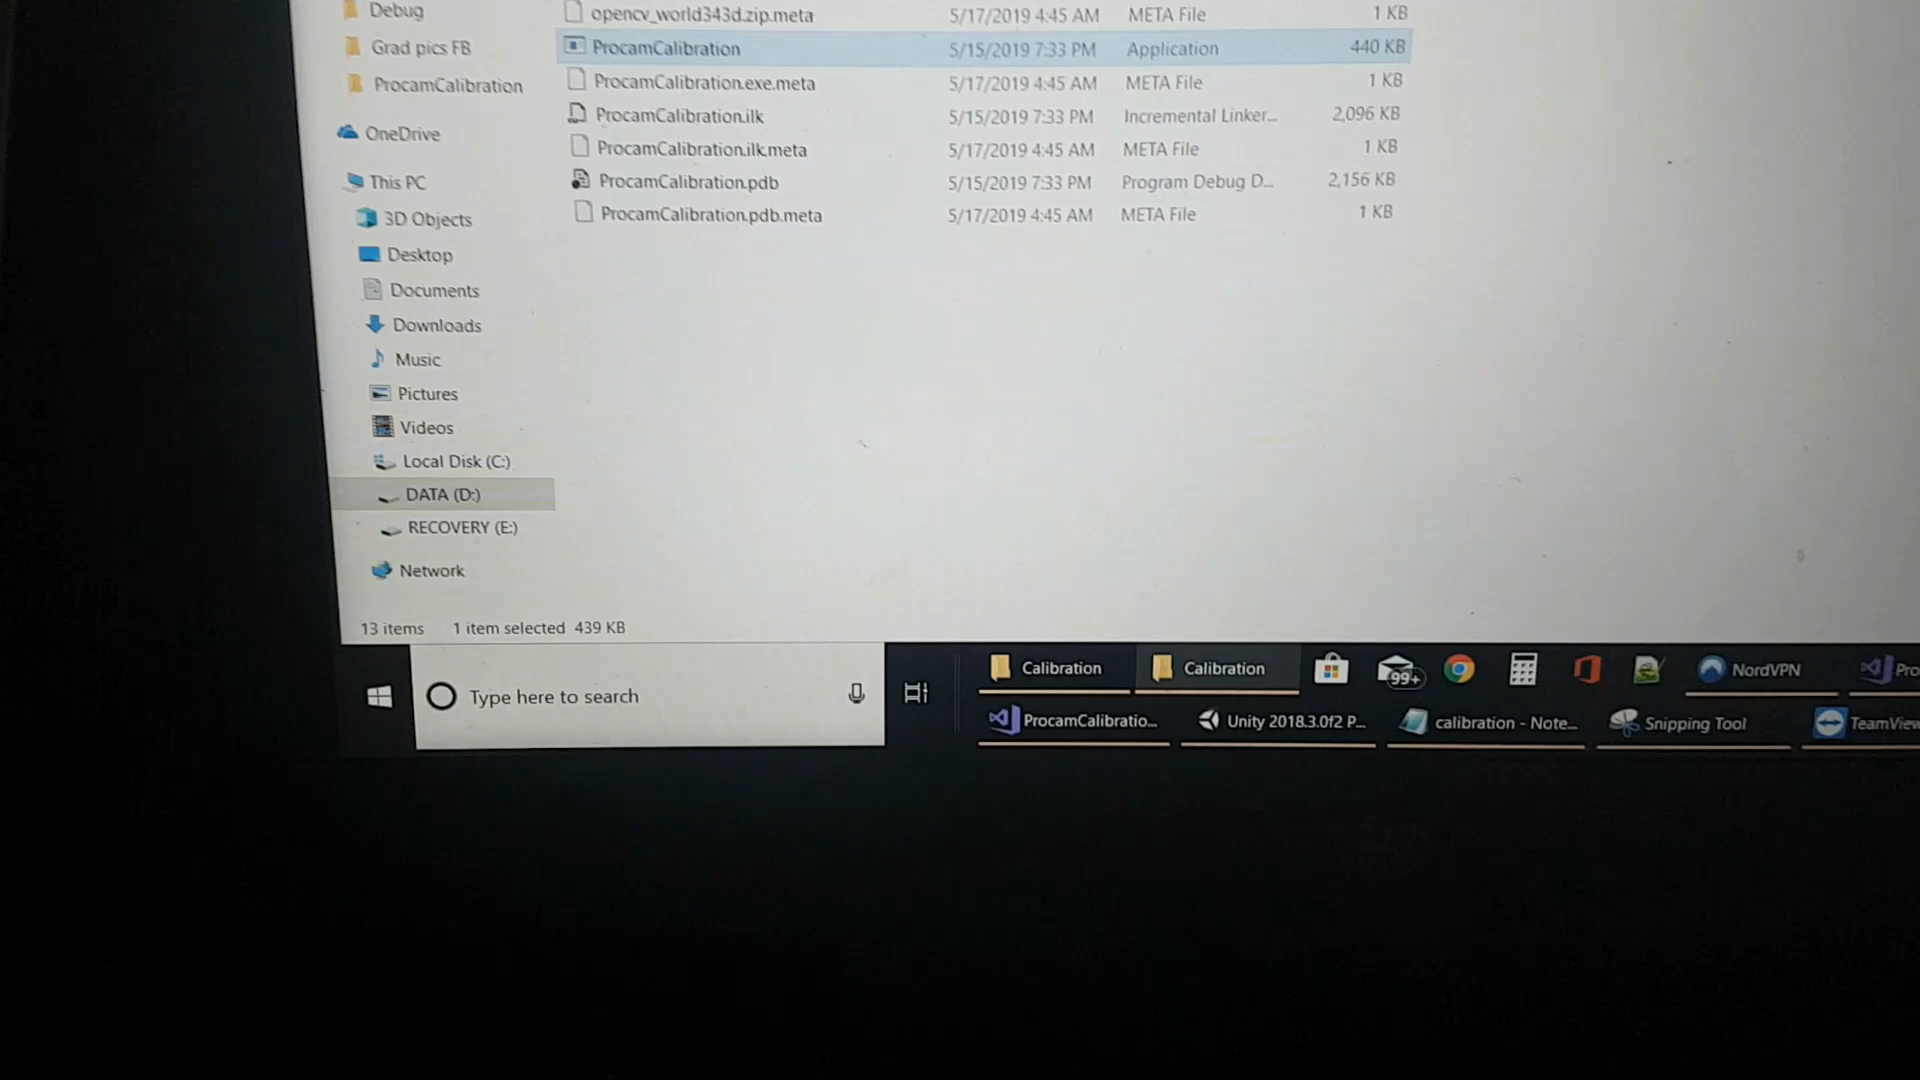 Debug
opencv_world343d.zip.meta 5/17/2019 4:45 AM META File 1 KB
Grad pics FB
ProcamCalibration 5/15/2019 7:33 PM Application 440 KB
ProcamCalibration
ProcamCalibration.exe.meta 5/17/2019 4:45 AM META File 1 KB
ProcamCalibration.ilk 5/15/2019 7:33 PM Incremental Linker... 2,096 KB
OneDrive
ProcamCalibration.ilk.meta 5/17/2019 4:45 AM META File 1 KB
This PC
ProcamCalibration.pdb 5/15/2019 7:33 PM Program Debug D... 2,156 KB
3D Objects
ProcamCalibration.pdb.meta 5/17/2019 4:45 AM META File 1 KB
Desktop
Documents
Downloads
Music
Pictures
Videos
Local Disk (C:)
DATA (D:)
RECOVERY (E:)
Network
13 items 1 item selected 439 KB
Type here to search
Calibration Calibration 99+ NordVPN Pro
ProcamCalibratio... Unity 2018.3.0f2 P... calibration - Note... Snipping Tool TeamView